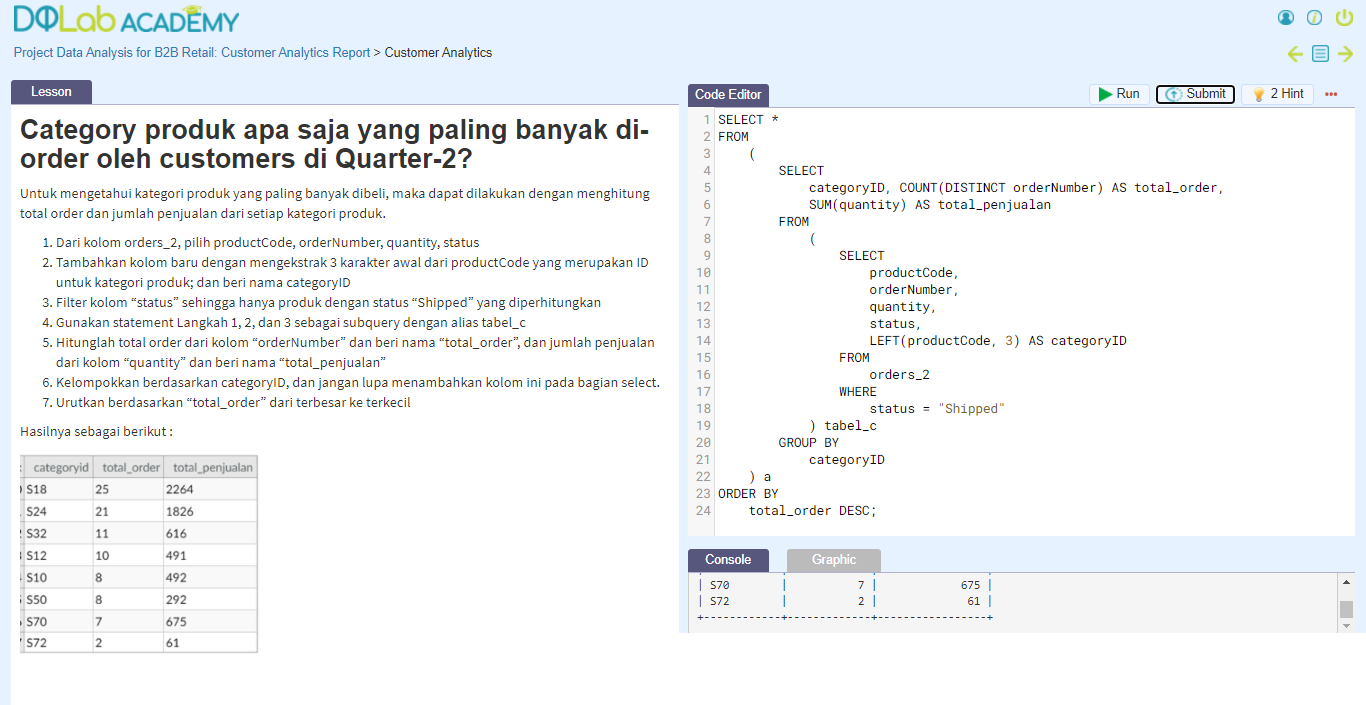 DQLab ACADEMY
Project Data Analysis for B2B Retail: Customer Analytics Report > Customer Analytics
Lesson
Category produk apa saja yang paling banyak di-
order oleh customers di Quarter-2?
Untuk mengetahui kategori produk yang paling banyak dibeli, maka dapat dilakukan dengan menghitung
total order dan jumlah penjualan dari setiap kategori produk.
1. Dari kolom orders_2, pilih productCode, orderNumber, quantity, status
2. Tambahkan kolom baru dengan mengekstrak 3 karakter awal dari productCode yang merupakan ID
untuk kategori produk; dan beri nama categoryID
3. Filter kolom “status” sehingga hanya produk dengan status “Shipped” yang diperhitungkan
4. Gunakan statement Langkah 1, 2, dan 3 sebagai subquery dengan alias tabel_c
5. Hitunglah total order dari kolom “orderNumber” dan beri nama “total_order”, dan jumlah penjualan
dari kolom “quantity” dan beri nama “total_penjualan”
6. Kelompokkan berdasarkan categoryID, dan jangan lupa menambahkan kolom ini pada bagian select.
7. Urutkan berdasarkan “total_order” dari terbesar ke terkecil
Hasilnya sebagai berikut :
categoryid total_order total_penjualan
S18 25 2264
S24 21 1826
S32 11 616
S12 10 491
S10 8 492
S50 8 292
S70 7 675
S72 2 61
Code Editor
Run
Submit
2 Hint
1 SELECT *
2 FROM
3 (
4 SELECT
5 categoryID, COUNT(DISTINCT orderNumber) AS total_order,
6 SUM(quantity) AS total_penjualan
7 FROM
8 (
9 SELECT
10 productCode,
11 orderNumber,
12 quantity,
13 status,
14 LEFT(productCode, 3) AS categoryID
15 FROM
16 orders_2
17 WHERE
18 status = "Shipped"
19 ) tabel_c
20 GROUP BY
21 categoryID
22 ) a
23 ORDER BY
24 total_order DESC;
Console
Graphic
| S70 | 7 | 675 |
| S72 | 2 | 61 |
+------------+-------------+-----------------+